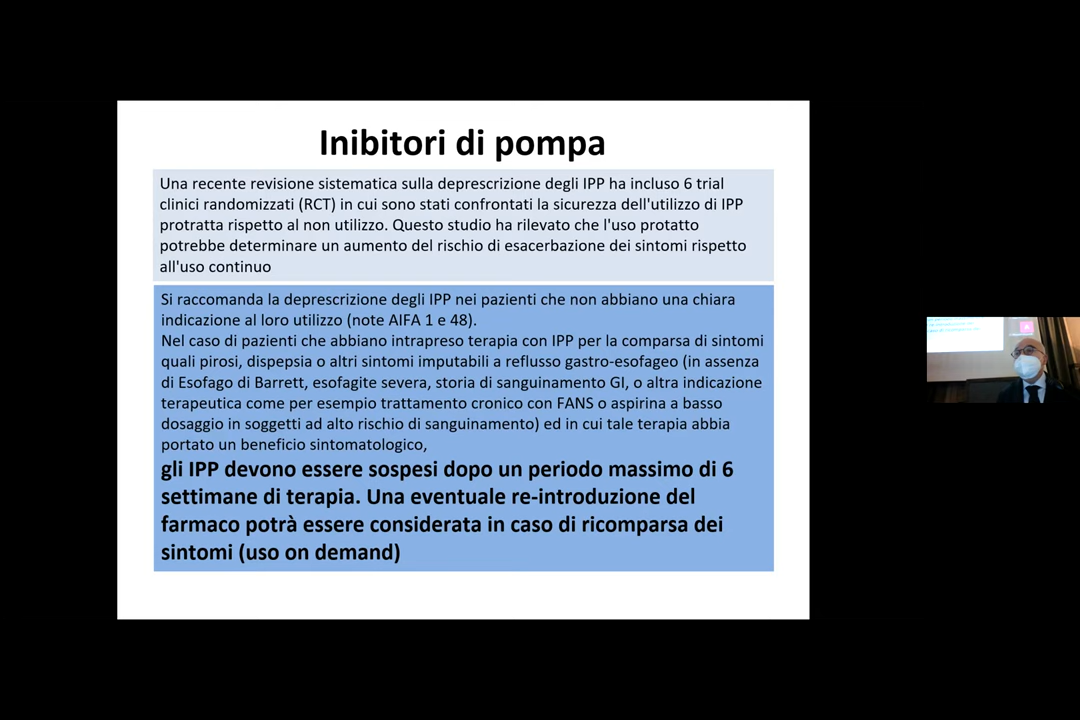 Inibitori di pompa
Una recente revisione sistematica sulla deprescrizione degli IPP ha incluso 6 trial
clinici randomizzati (RCT) in cui sono stati confrontati la sicurezza dell'utilizzo di IPP
protratta rispetto al non utilizzo. Questo studio ha rilevato che l'uso protatto
potrebbe determinare un aumento del rischio di esacerbazione dei sintomi rispetto
all'uso continuo
Si raccomanda la deprescrizione degli IPP nei pazienti che non abbiano una chiara
indicazione al loro utilizzo (note AIFA 1 e 48).
Nel caso di pazienti che abbiano intrapreso terapia con IPP per la comparsa di sintomi
quali pirosi, dispepsia o altri sintomi imputabili a reflusso gastro-esofageo (in assenza
di Esofago di Barrett, esofagite severa, storia di sanguinamento GI, o altra indicazione
terapeutica come per esempio trattamento cronico con FANS o aspirina a basso
dosaggio in soggetti ad alto rischio di sanguinamento) ed in cui tale terapia abbia
portato un beneficio sintomatologico,
gli IPP devono essere sospesi dopo un periodo massimo di 6
settimane di terapia. Una eventuale re-introduzione del
farmaco potrà essere considerata in caso di ricomparsa dei
sintomi (uso on demand)